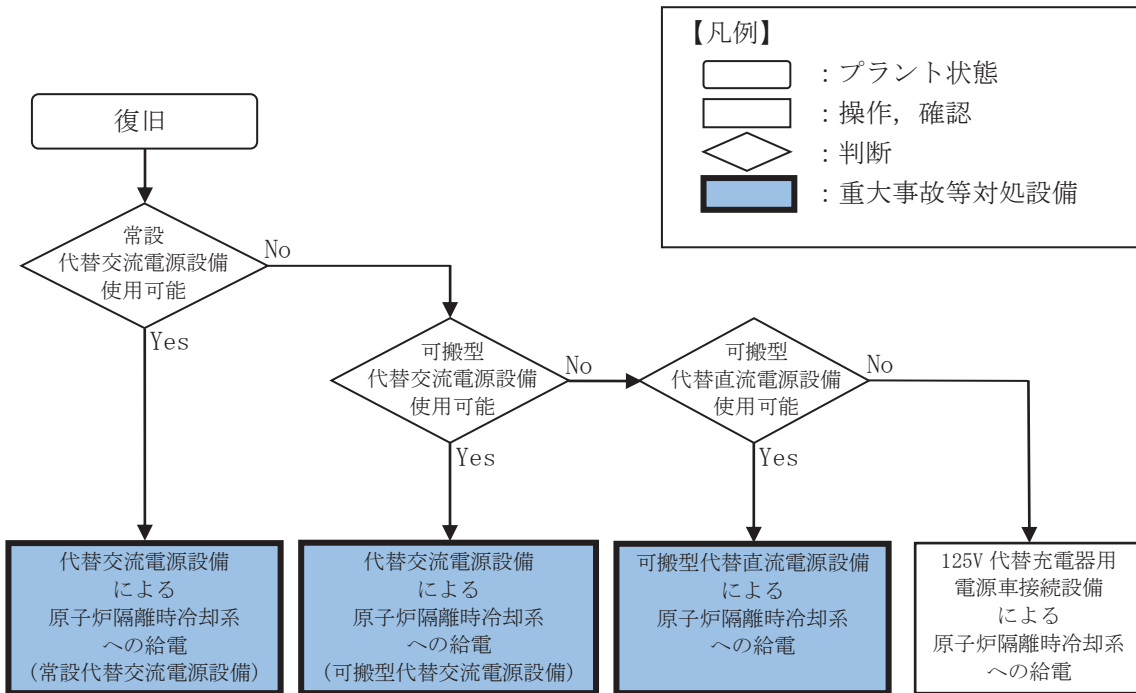 【凡例】
：プラント状態
：操作，確認
：判断
：重大事故等対処設備
復旧
常設
代替交流電源設備
使用可能
No
Yes
可搬型
代替交流電源設備
使用可能
No
Yes
可搬型
代替直流電源設備
使用可能
No
Yes
代替交流電源設備
による
原子炉隔離時冷却系
への給電
（常設代替交流電源設備）
代替交流電源設備
による
原子炉隔離時冷却系
への給電
（可搬型代替交流電源設備）
可搬型代替直流電源設備
による
原子炉隔離時冷却系
への給電
125V 代替充電器用
電源車接続設備
による
原子炉隔離時冷却系
への給電